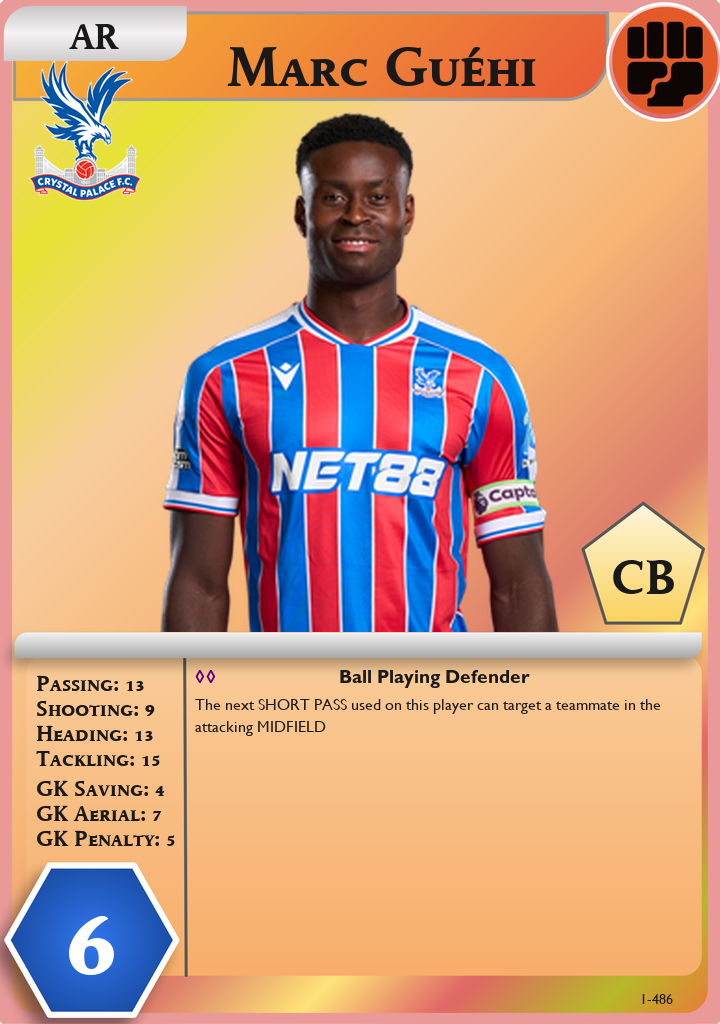 AR
Marc Guéhi
CRYSTAL PALACE F.C.
NET88
CB
Passing: 13
Shooting: 9
Heading: 13
Tackling: 15
GK Saving: 4
GK Aerial: 7
GK Penalty: 5
6
◊◊ Ball Playing Defender
The next SHORT PASS used on this player can target a teammate in the
attacking MIDFIELD
1-486